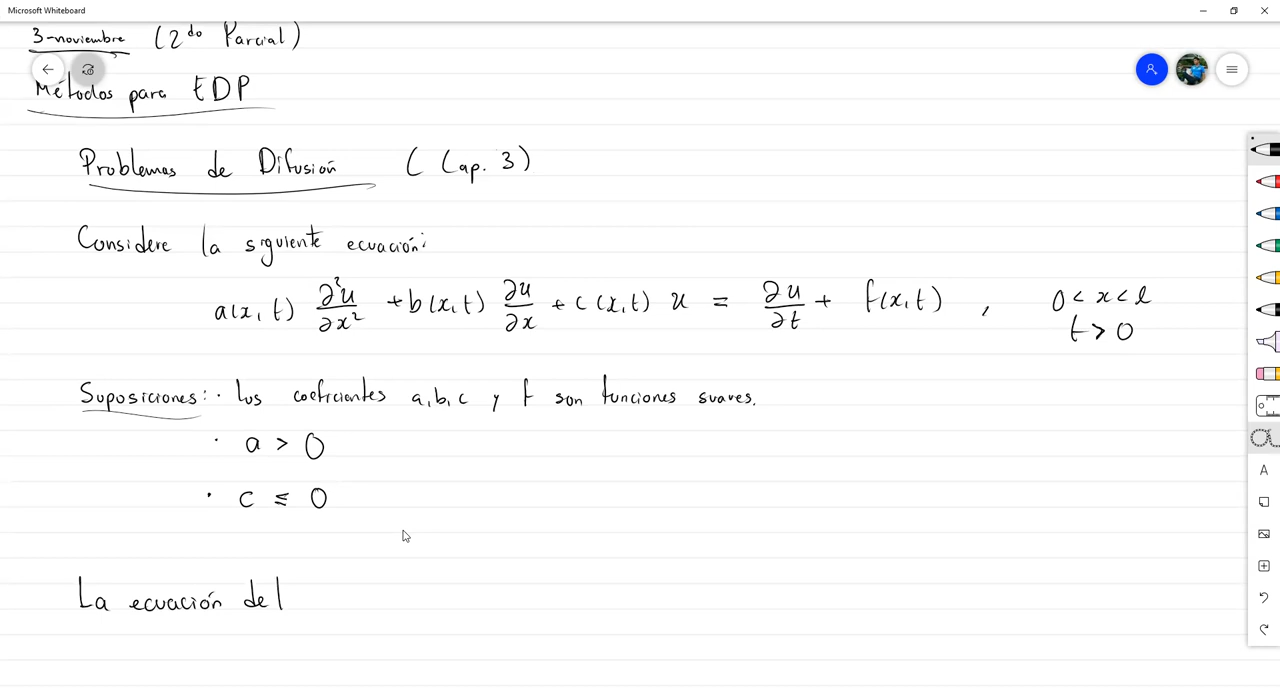 Microsoft Whiteboard
3-noviembre (2do Parcial)
Métodos para EDP
Problemas de Difusión (Cap. 3)
Considere la siguiente ecuación:
a(x,t) ∂²u/∂x² + b(x,t) ∂u/∂x + c(x,t) u = ∂u/∂t + f(x,t) , 0<x<l
t>0
Suposiciones: · Los coeficientes a,b,c y f son funciones suaves.
· a > 0
· c ≤ 0
La ecuación del